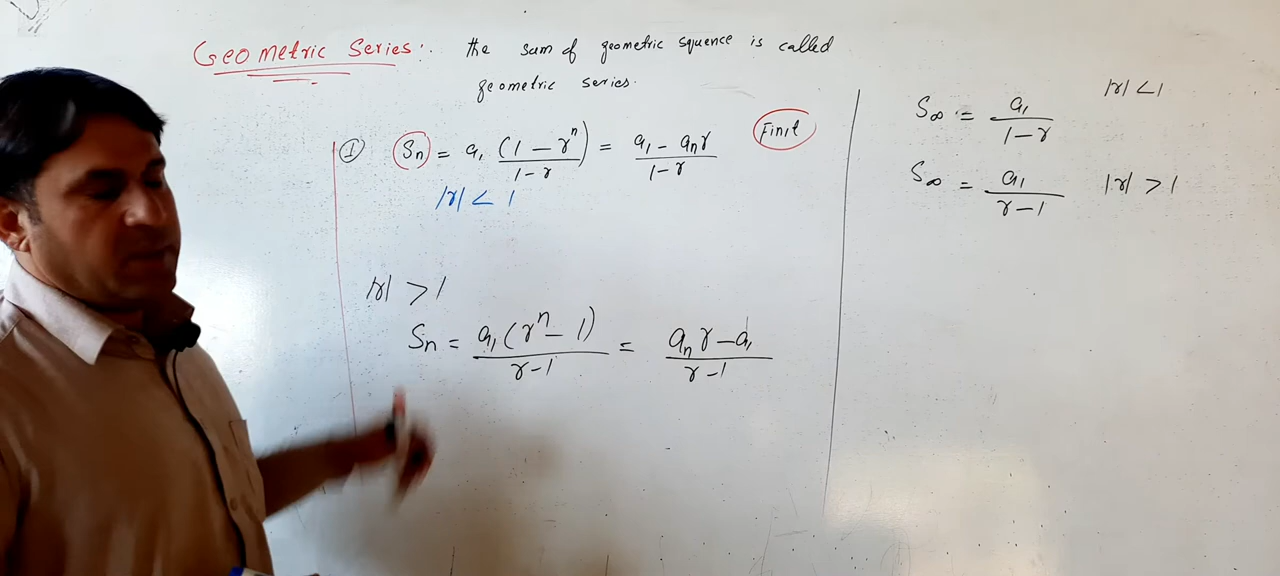 Geometric Series:. the sum of geometric squence is called
geometric series.
① Sn = a₁ (1 - rⁿ) / 1 - r = a₁ - aₙr / 1 - r
Finit
|r| < 1
|r| > 1
Sn = a₁ (rⁿ - 1) / r - 1 = aₙ r - a₁ / r - 1
S∞ = a₁ / 1 - r |r| < 1
S∞ = a₁ / r - 1 |r| > 1